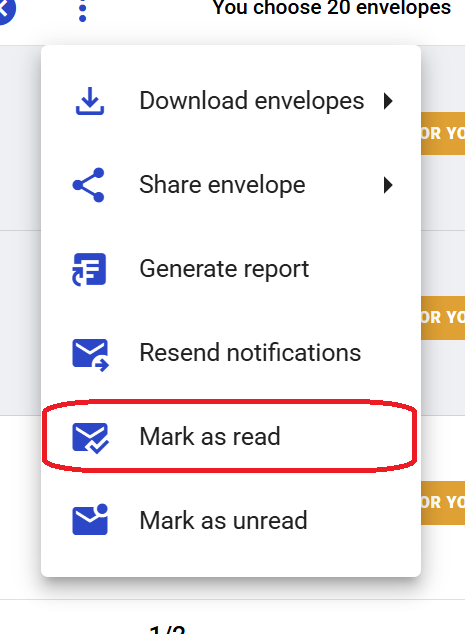 You choose 20 envelopes
Download envelopes
OR YO
Share envelope
Generate report
OR YO
Resend notifications
Mark as read
OR YO
Mark as unread
1/2